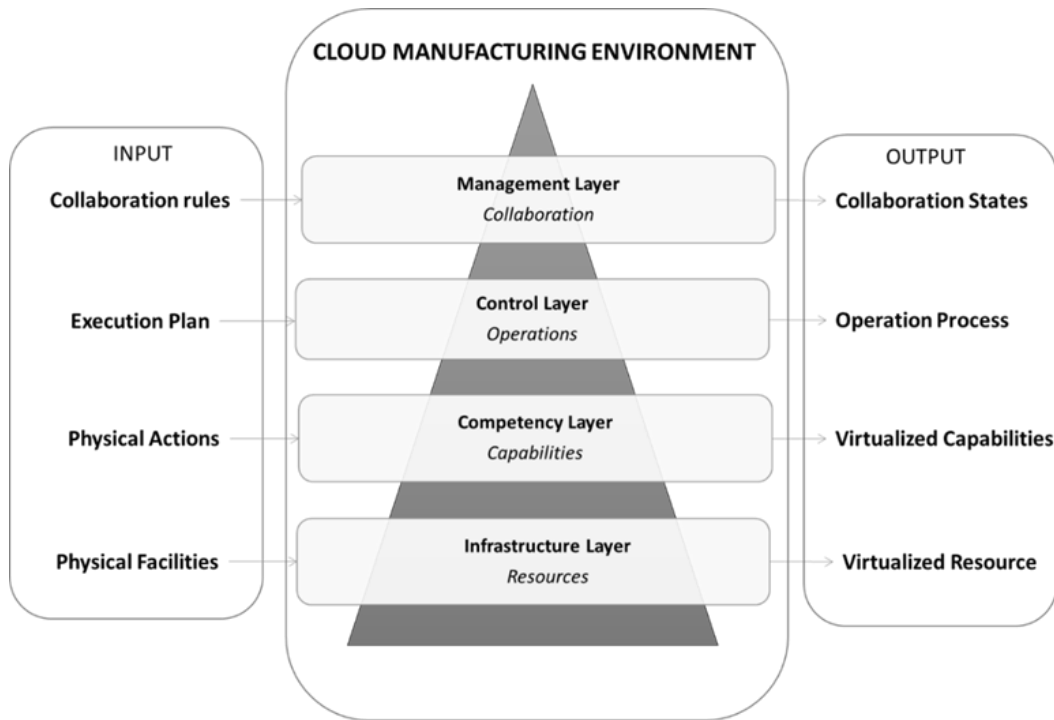 CLOUD MANUFACTURING ENVIRONMENT
INPUT
OUTPUT
Collaboration rules
Management Layer
Collaboration
Collaboration States
Execution Plan
Control Layer
Operations
Operation Process
Physical Actions
Competency Layer
Capabilities
Virtualized Capabilities
Physical Facilities
Infrastructure Layer
Resources
Virtualized Resource